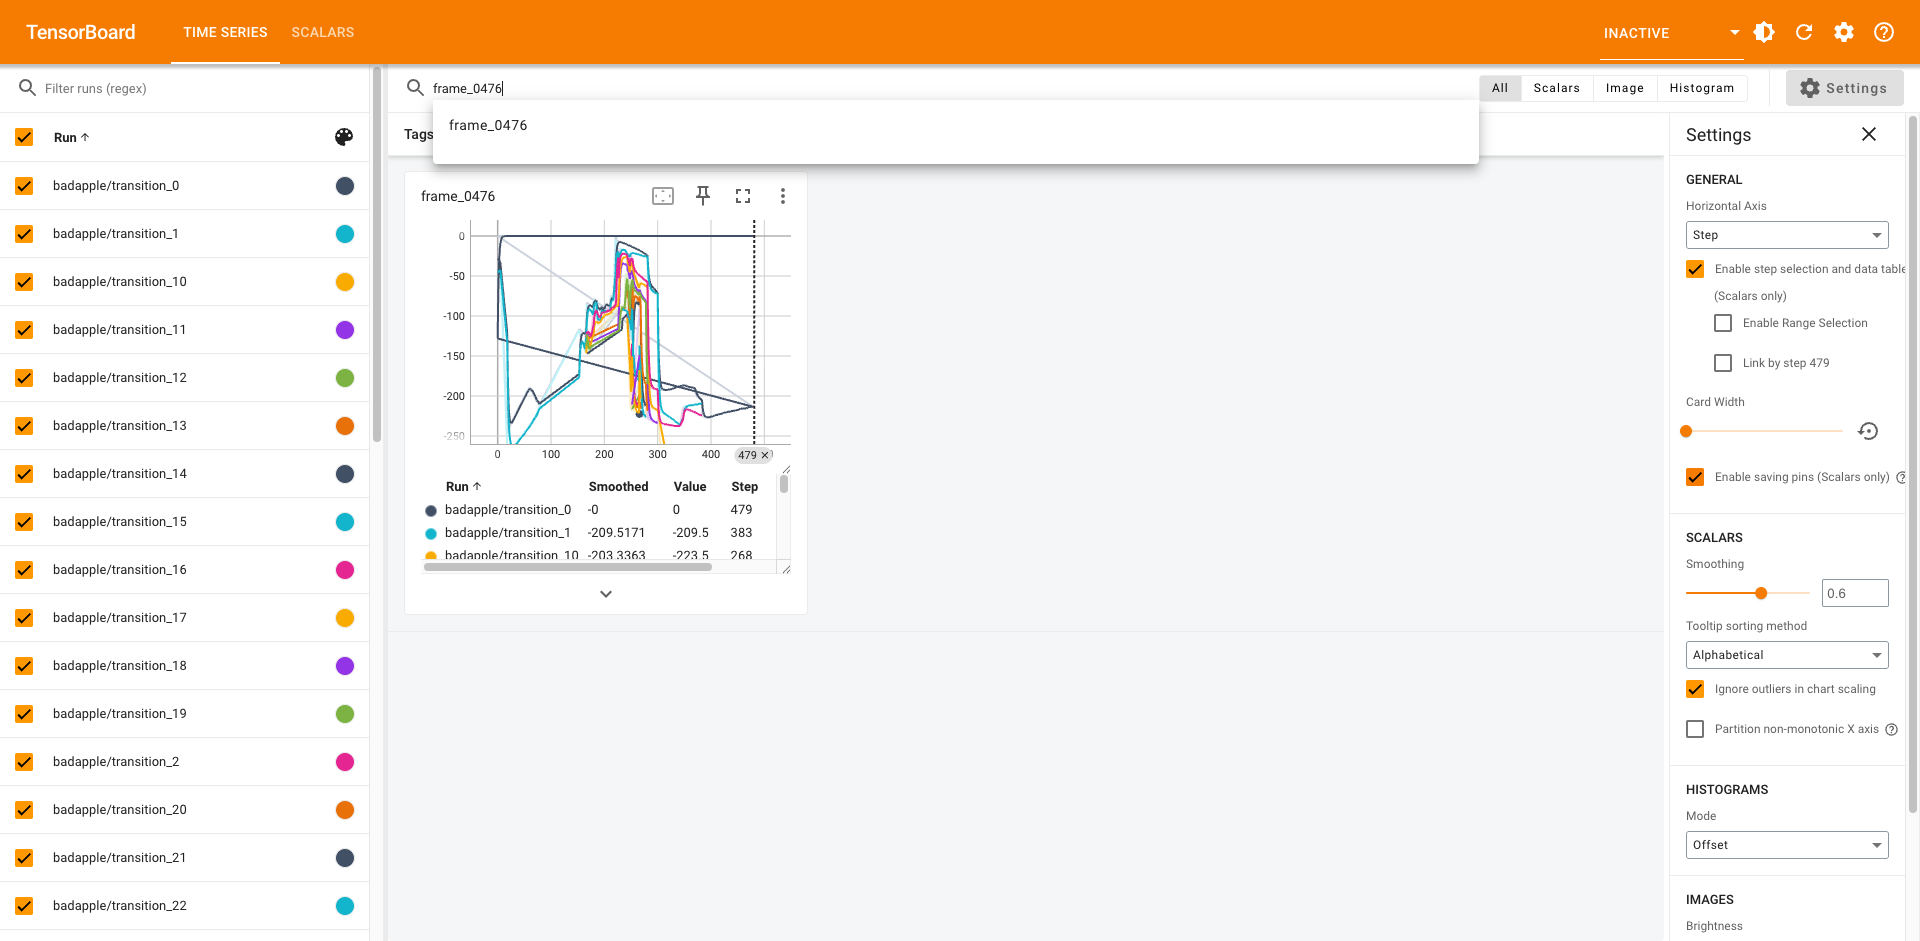 TensorBoard
TIME SERIES
SCALARS
INACTIVE
Filter runs (regex)
frame_0476
All
Scalars
Image
Histogram
Settings
frame_0476
Run
Tags
Settings
badapple/transition_0
badapple/transition_1
badapple/transition_10
badapple/transition_11
badapple/transition_12
badapple/transition_13
badapple/transition_14
badapple/transition_15
badapple/transition_16
badapple/transition_17
badapple/transition_18
badapple/transition_19
badapple/transition_2
badapple/transition_20
badapple/transition_21
badapple/transition_22
frame_0476
0
-50
-100
-150
-200
-250
0 100 200 300 400 479
Run Smoothed Value Step
badapple/transition_0 -0 0 479
badapple/transition_1 -209.5171 -209.5 383
badapple/transition_10 -203.3363 -223.5 268
GENERAL
Horizontal Axis
Step
Enable step selection and data table
(Scalars only)
Enable Range Selection
Link by step 479
Card Width
Enable saving pins (Scalars only)
SCALARS
Smoothing
0.6
Tooltip sorting method
Alphabetical
Ignore outliers in chart scaling
Partition non-monotonic X axis
HISTOGRAMS
Mode
Offset
IMAGES
Brightness